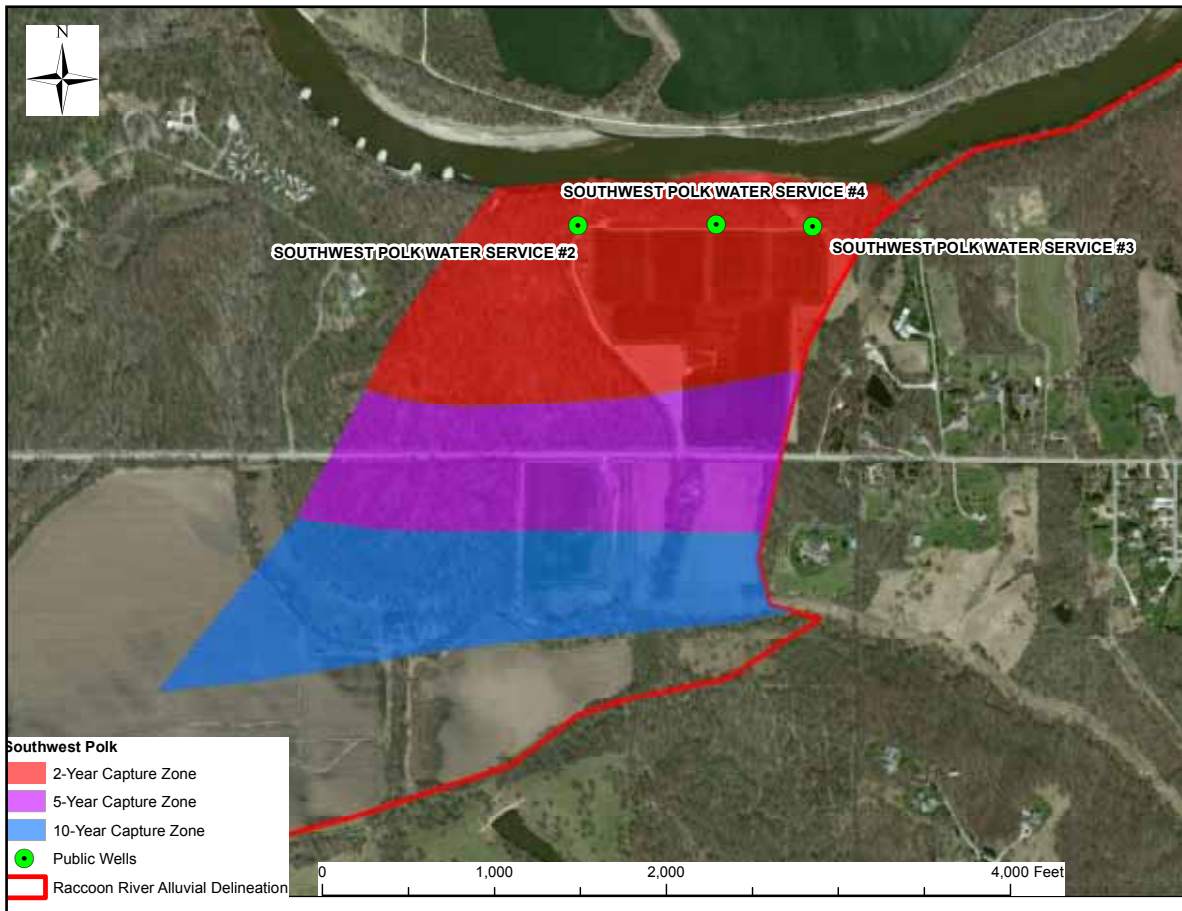 N
SOUTHWEST POLK WATER SERVICE #4
SOUTHWEST POLK WATER SERVICE #2
SOUTHWEST POLK WATER SERVICE #3
Southwest Polk
2-Year Capture Zone
5-Year Capture Zone
10-Year Capture Zone
Public Wells
Raccoon River Alluvial Delineation
0 1,000 2,000 4,000 Feet